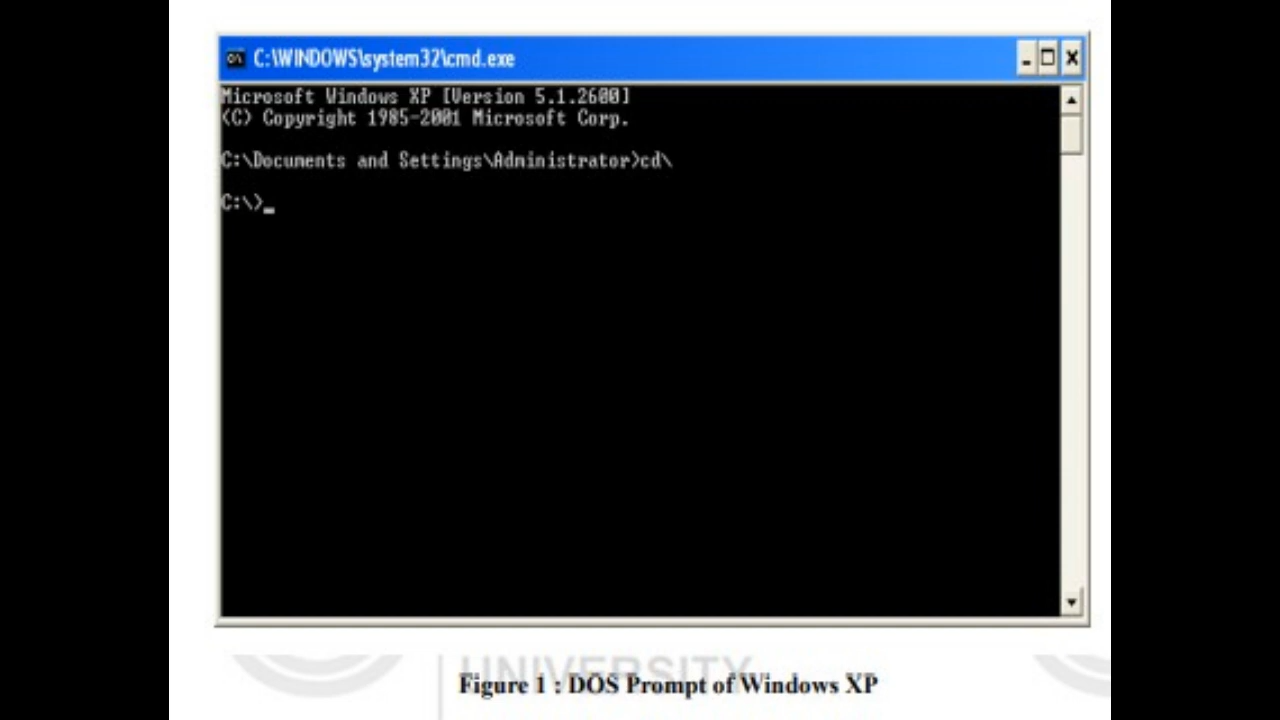 C:\WINDOWS\system32\cmd.exe
Microsoft Windows XP [Version 5.1.2600]
(C) Copyright 1985-2001 Microsoft Corp.
C:\Documents and Settings\Administrator>cd\
C:\>_
UNIVERSITY
Figure 1 : DOS Prompt of Windows XP